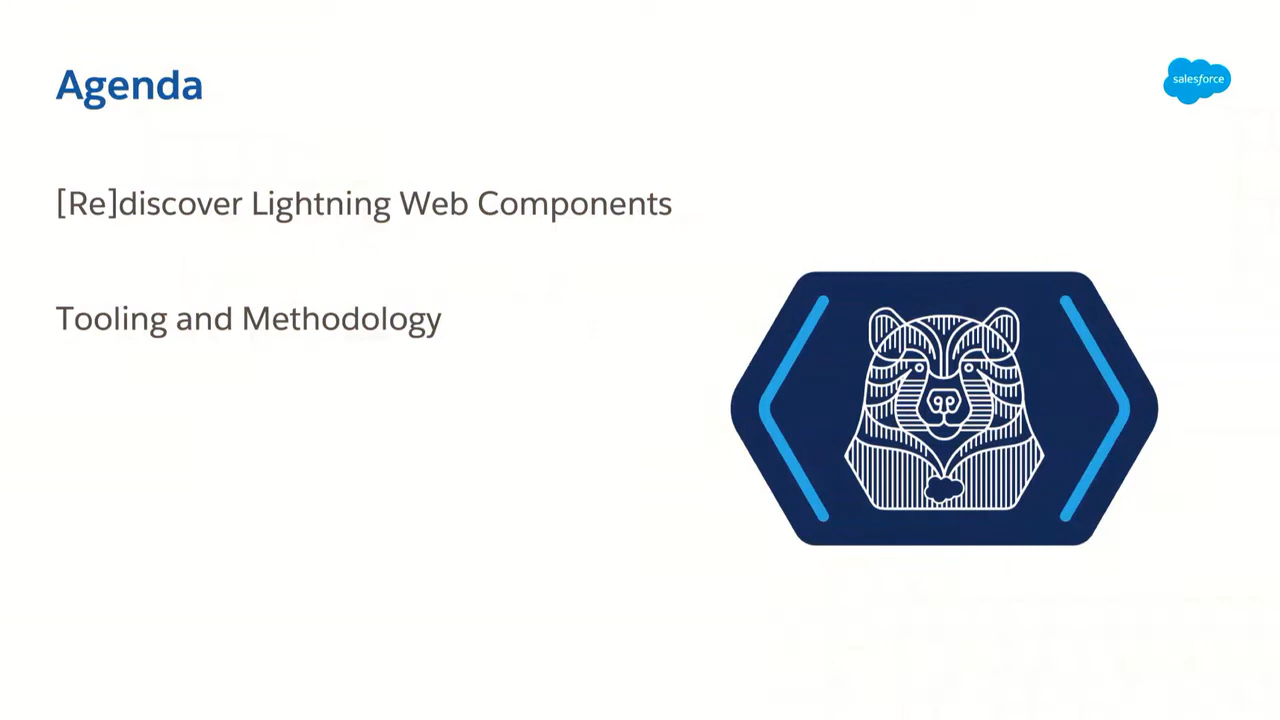 Agenda
salesforce
[Re]discover Lightning Web Components
Tooling and Methodology